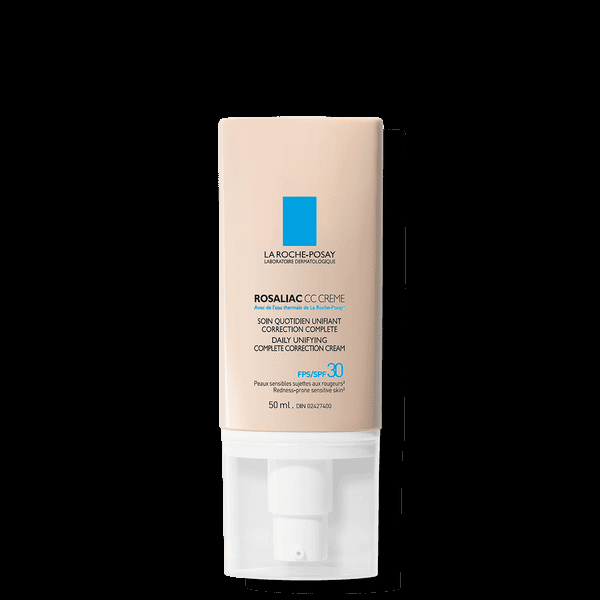 LA ROCHE-POSAY
LABORATOIRE DERMATOLOGIQUE
ROSALIAC CC CREME
Avec de l'eau thermale de La Roche-Posay
SOIN QUOTIDIEN UNIFIANT
CORRECTION COMPLETE
DAILY UNIFYING
COMPLETE CORRECTION CREAM
FPS/SPF 30
Peaux sensibles sujettes aux rougeurs²
Redness-prone sensitive skin²
50 ml . DIN 02427400